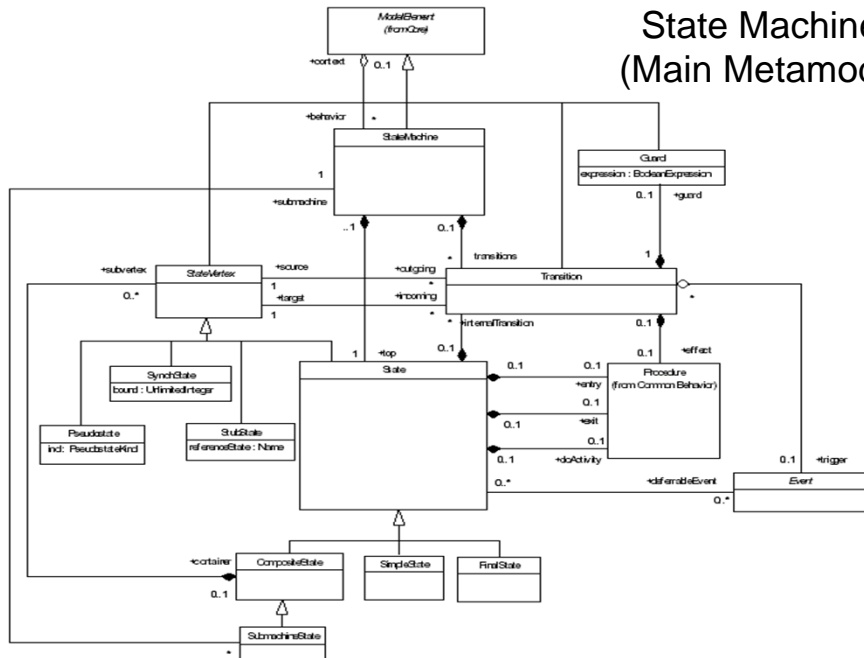 State Machine
(Main Metamod
ModelElement
(from Core)
+context
0..1
+behavior
*
StateMachine
Guard
expression : BooleanExpression
1
+submachine
0..1
+guard
..1
0..1
*
transitions
1
+subvertex
StateVertex
0..*
+source
1
+outgoing
*
Transition
+target
1
+incoming
*
*
*
+internalTransition
0..1
0..1
1
+top
State
0..1
+effect
SynchState
bound : UnlimitedInteger
0..1
0..1
+entry
Procedure
(from Common Behavior)
Pseudostate
ind: PseudostateKind
StubState
referenceState : Name
0..1
0..1
+exit
0..1
0..1
+doActivity
0..1
+trigger
0..*
+deferrableEvent
0..*
Event
+container
0..1
CompositeState
SimpleState
FinalState
SubmachineState
*